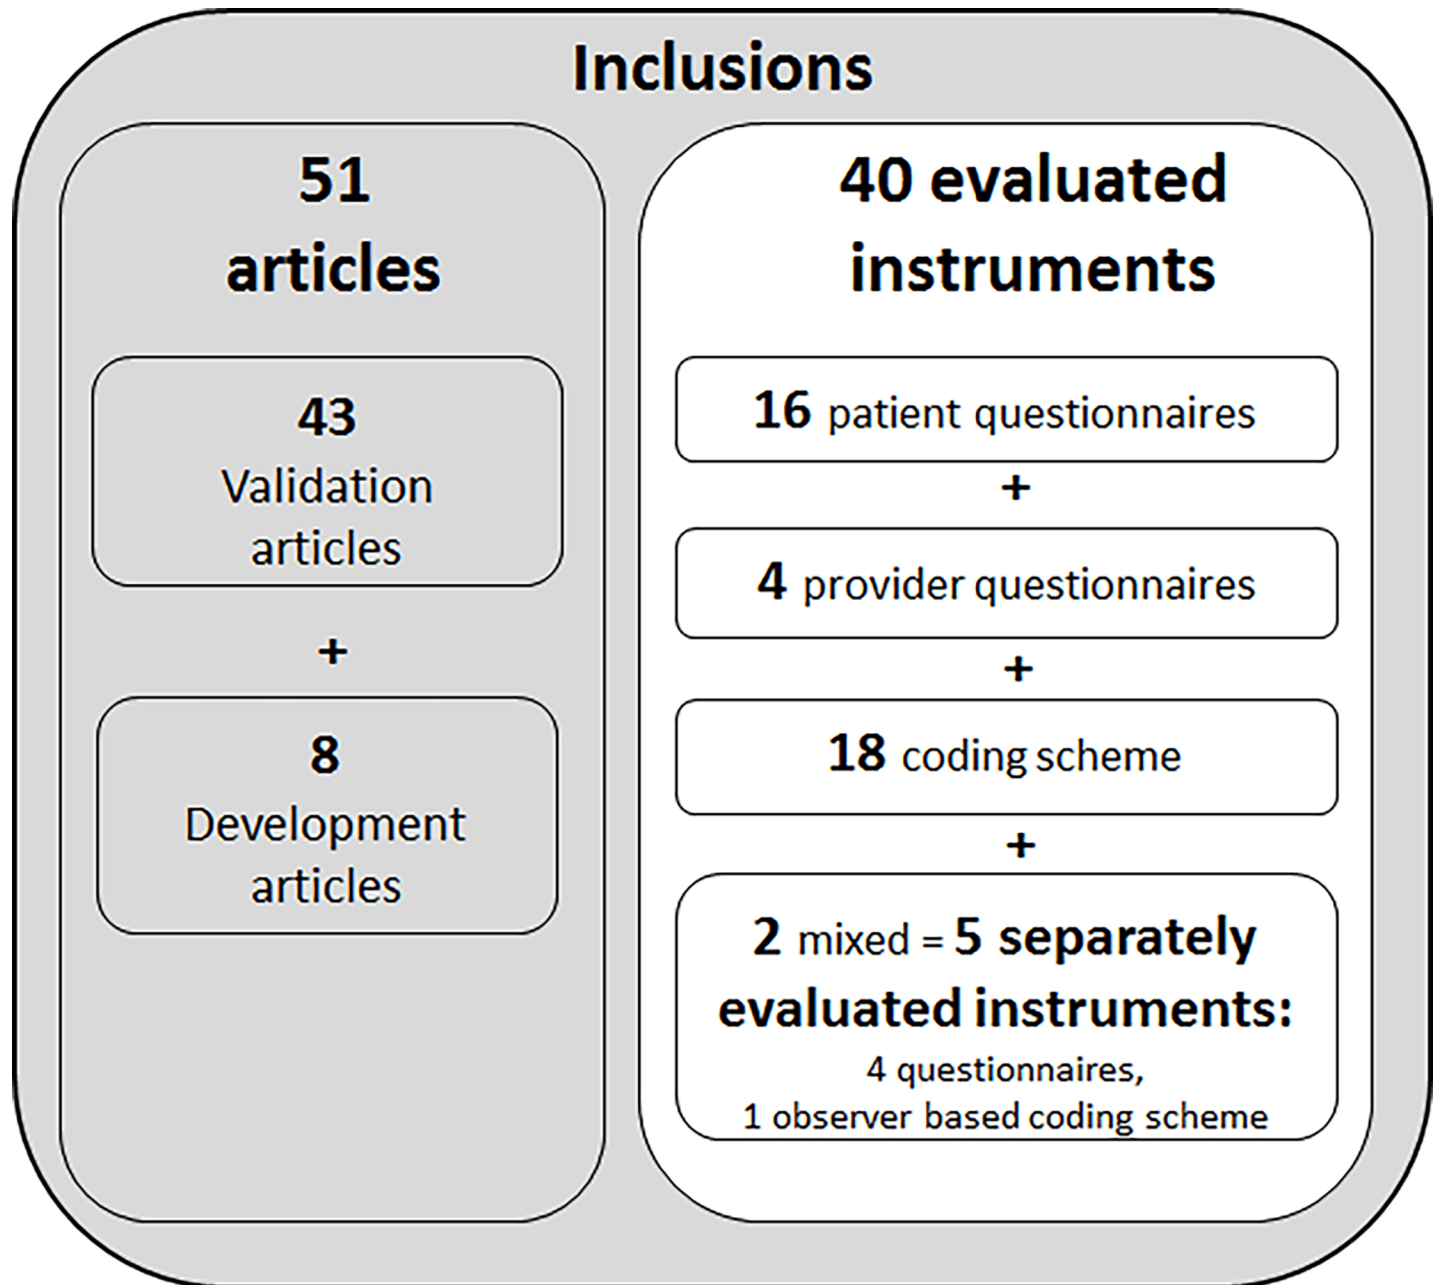 Inclusions
51
articles
43
Validation
articles
+
8
Development
articles
40 evaluated
instruments
16 patient questionnaires
+
4 provider questionnaires
+
18 coding scheme
+
2 mixed = 5 separately
evaluated instruments:
4 questionnaires,
1 observer based coding scheme